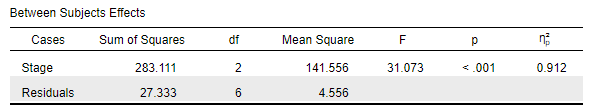 Between Subjects Effects
Cases Sum of Squares df Mean Square F p η²p
Stage 283.111 2 141.556 31.073 < .001 0.912
Residuals 27.333 6 4.556